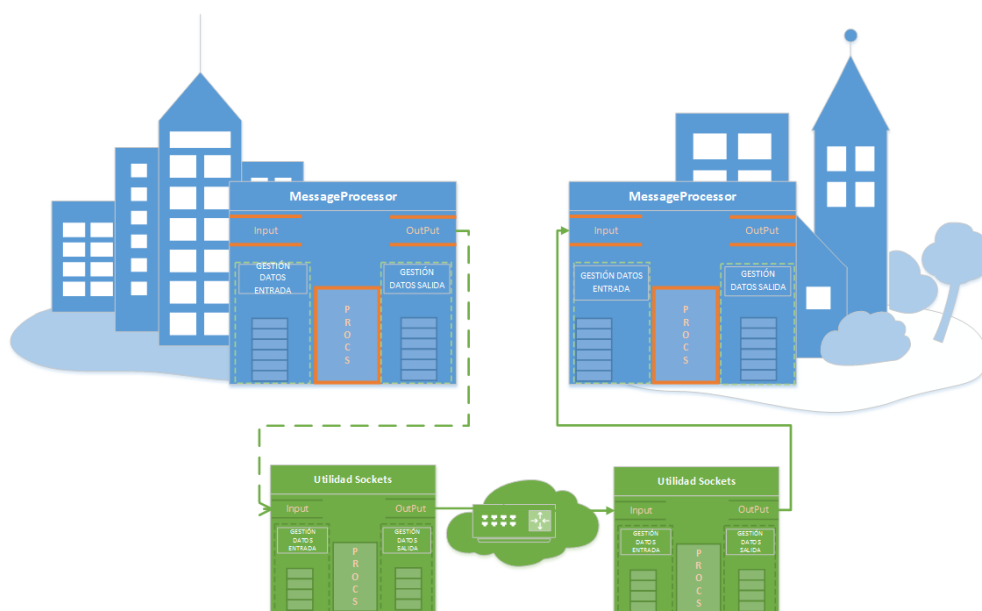 MessageProcessor
Input
OutPut
GESTIÓN
DATOS
ENTRADA
GESTIÓN
DATOS SALIDA
P
R
O
C
S
MessageProcessor
Input
OutPut
GESTIÓN DATOS
ENTRADA
GESTIÓN
DATOS SALIDA
P
R
O
C
S
Utilidad Sockets
Input
OutPut
GESTIÓN
DATOS
ENTRADA
GESTIÓN
DATOS
SALIDA
P
R
O
C
S
Utilidad Sockets
Input
OutPut
GESTIÓN
DATOS
ENTRADA
GESTIÓN
DATOS
SALIDA
P
R
O
C
S